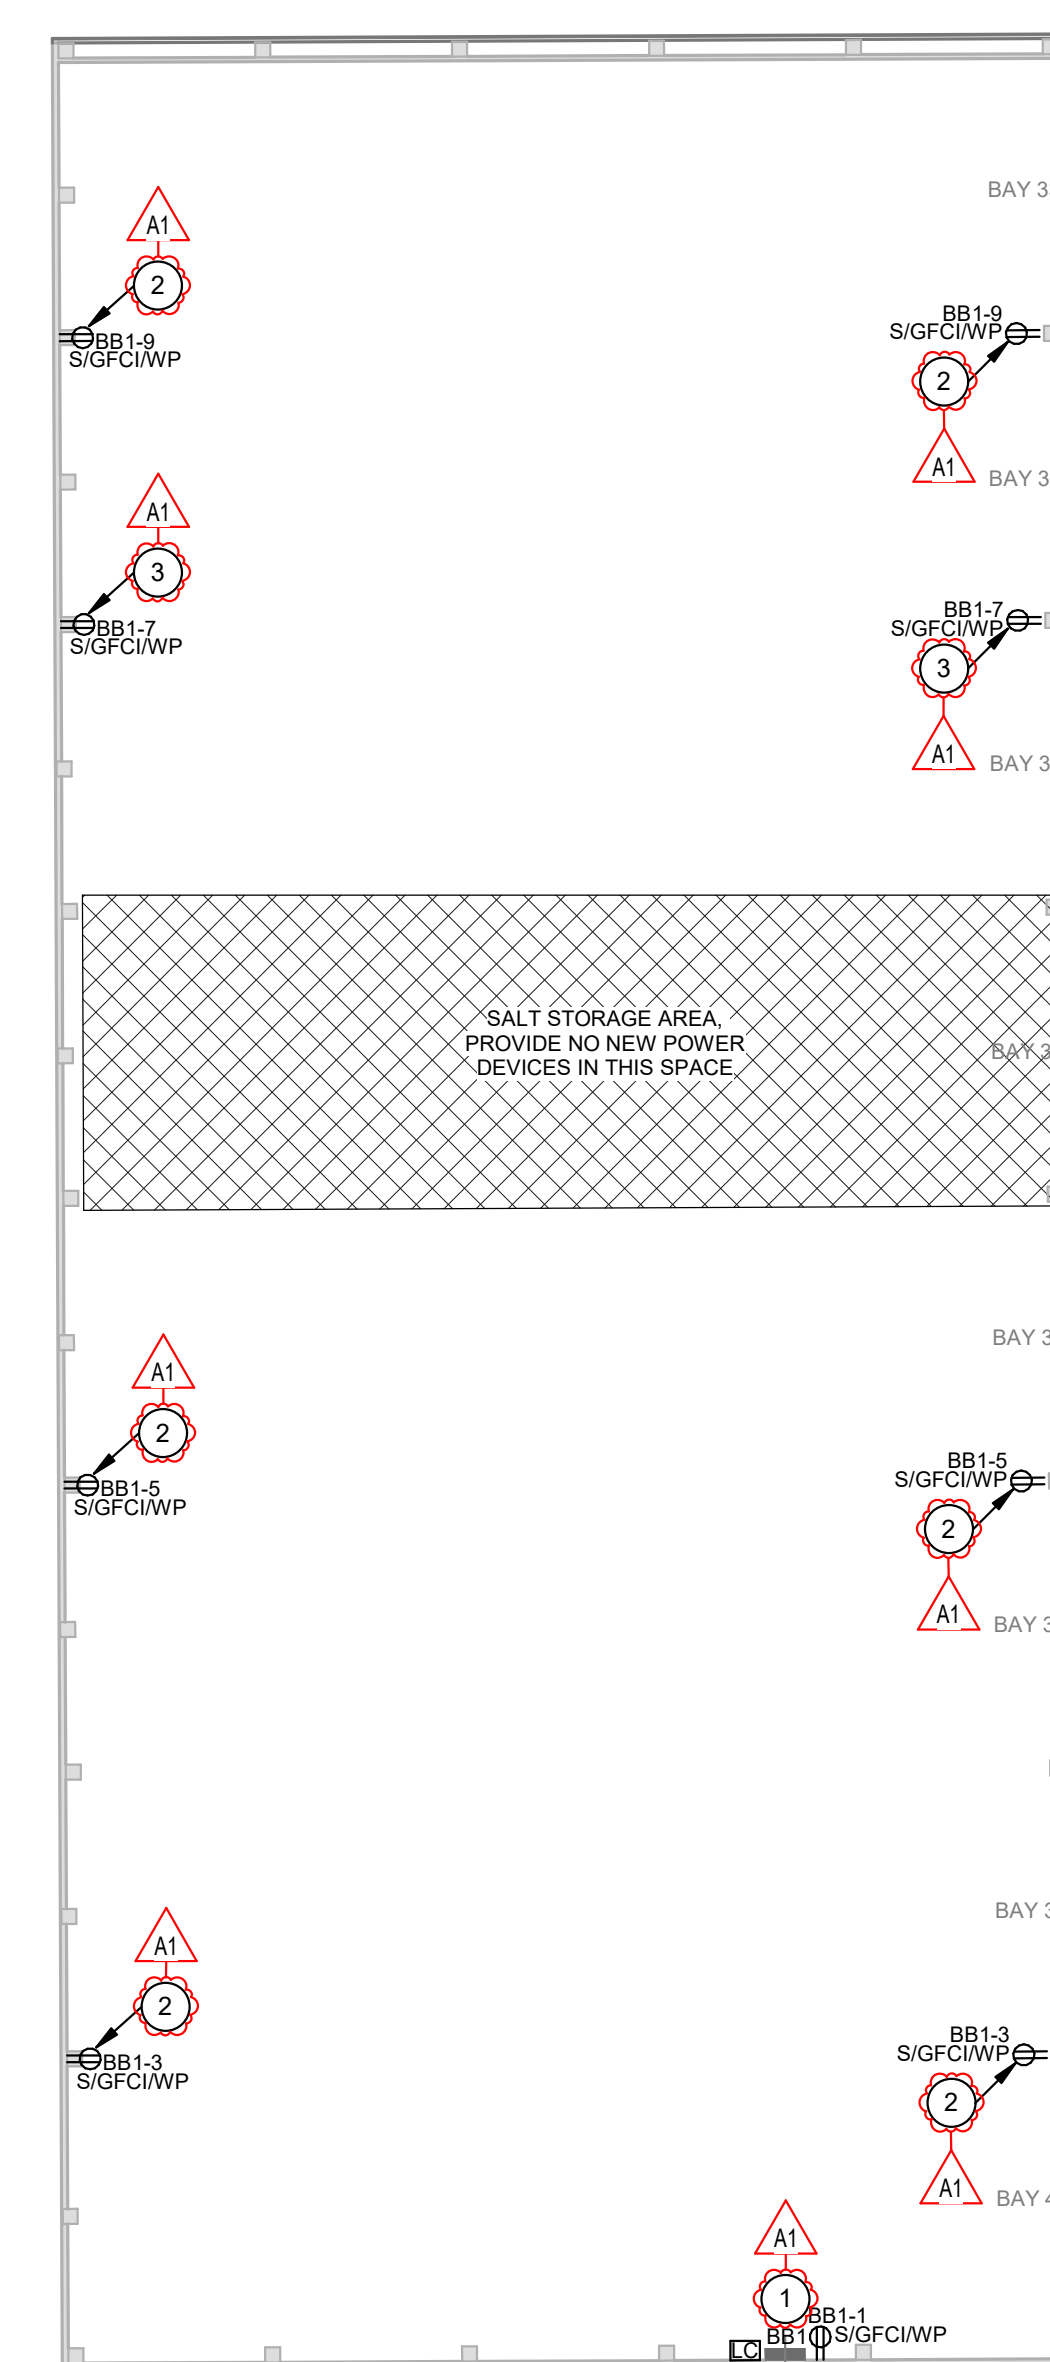 BAY 3
A1
2
BB1-9
S/GFCI/WP
BB1-9
S/GFCI/WP
2
A1
BAY 3
A1
3
BB1-7
S/GFCI/WP
BB1-7
S/GFCI/WP
3
A1
BAY 3
SALT STORAGE AREA,
PROVIDE NO NEW POWER
DEVICES IN THIS SPACE.
BAY 3
BAY 3
A1
2
BB1-5
S/GFCI/WP
BB1-5
S/GFCI/WP
2
A1
BAY 3
BAY 3
A1
2
BB1-3
S/GFCI/WP
BB1-3
S/GFCI/WP
2
A1
BAY 4
A1
1
BB1-1
S/GFCI/WP
BB1
LC